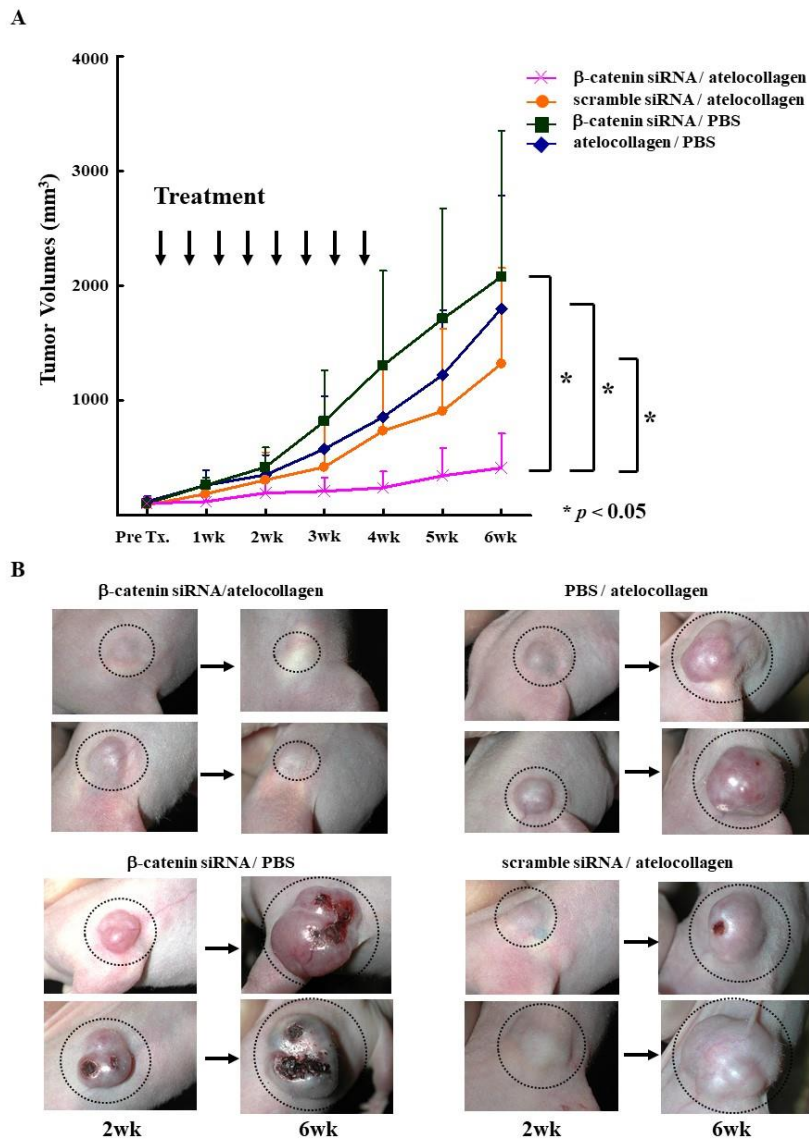 A
4000
3000
2000
1000
Tumor Volumes (mm³)
Treatment
β-catenin siRNA / atelocollagen
scramble siRNA / atelocollagen
β-catenin siRNA / PBS
atelocollagen / PBS
*
*
*
* p < 0.05
Pre Tx. 1wk 2wk 3wk 4wk 5wk 6wk
B
β-catenin siRNA/atelocollagen
PBS / atelocollagen
β-catenin siRNA/ PBS
scramble siRNA / atelocollagen
2wk 6wk 2wk 6wk